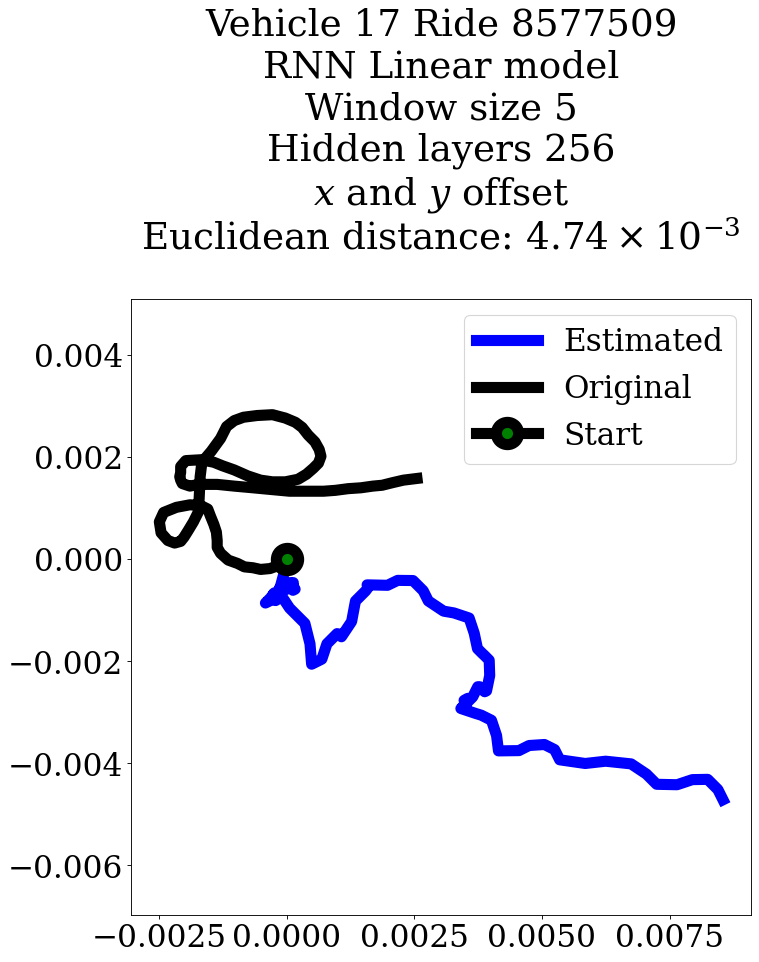 Vehicle 17 Ride 8577509
RNN Linear model
Window size 5
Hidden layers 256
x and y offset
Euclidean distance: 4.74 × 10⁻³
Estimated
Original
Start
0.004
0.002
0.000
−0.002
−0.004
−0.006
−0.0025 0.0000 0.0025 0.0050 0.0075